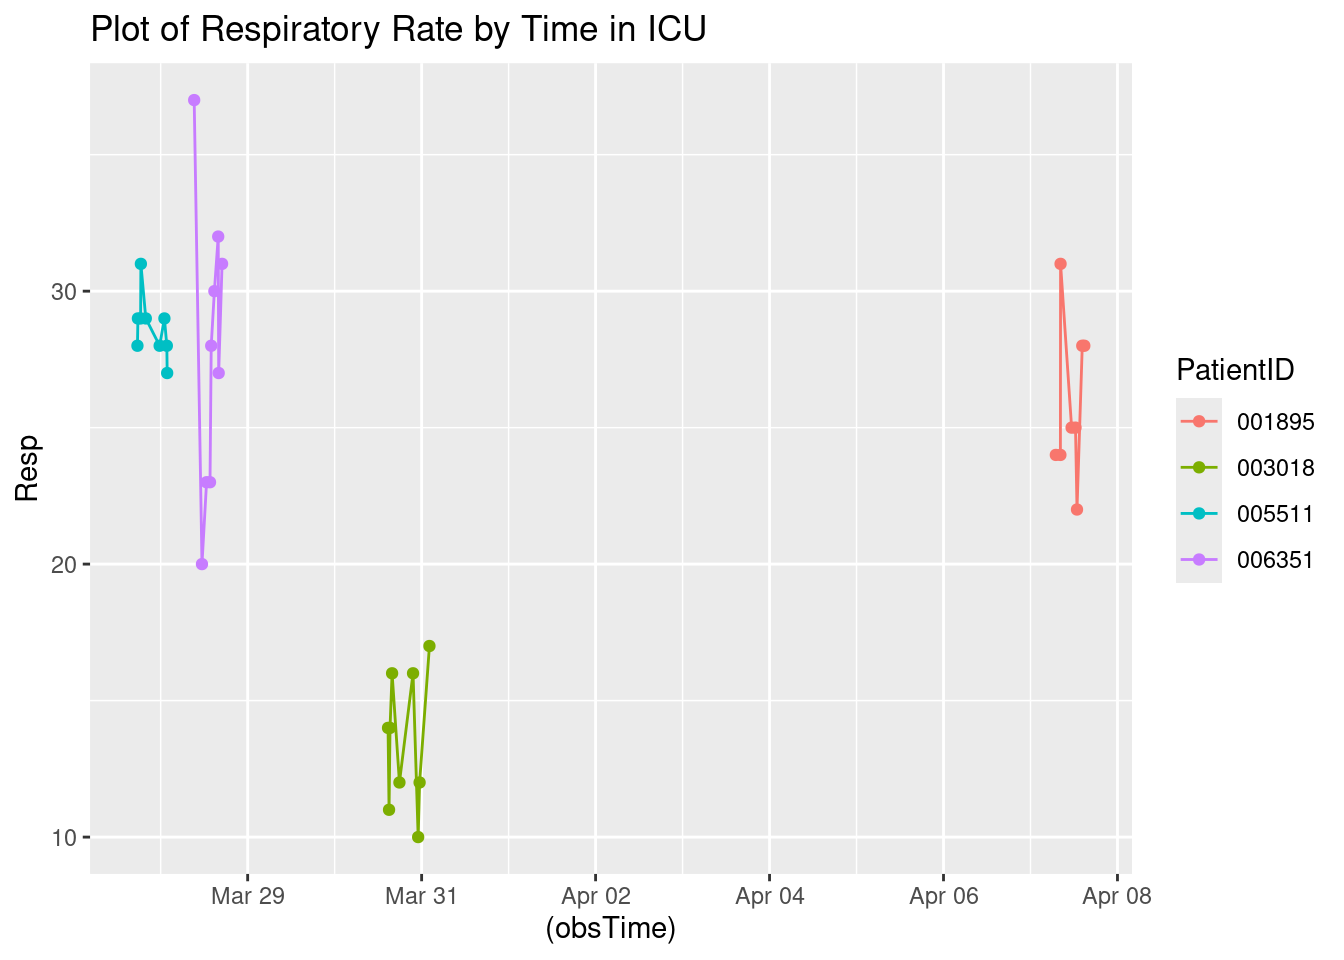 Plot of Respiratory Rate by Time in ICU
Resp
30
20
10
Mar 29
Mar 31
Apr 02
Apr 04
Apr 06
Apr 08
(obsTime)
PatientID
001895
003018
005511
006351